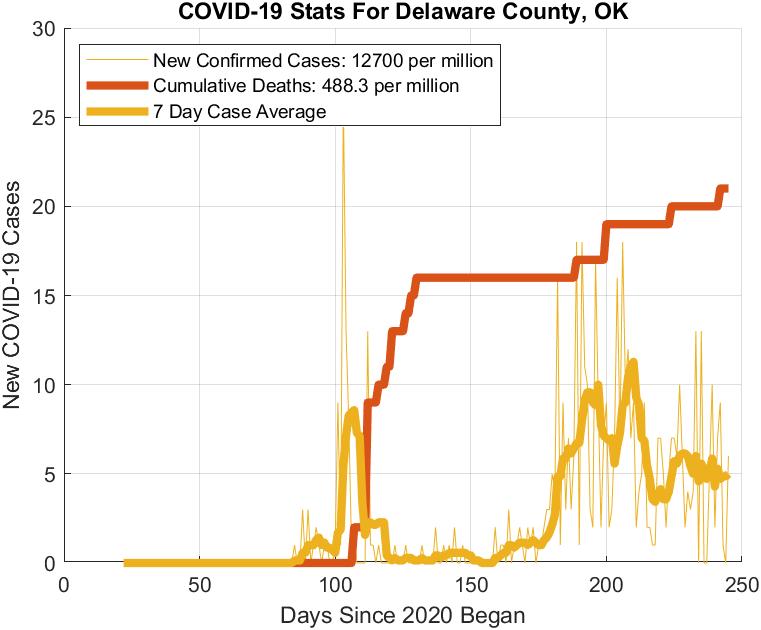 COVID-19 Stats For Delaware County, OK
New Confirmed Cases: 12700 per million
Cumulative Deaths: 488.3 per million
7 Day Case Average
New COVID-19 Cases
30
25
20
15
10
5
0
0 50 100 150 200 250
Days Since 2020 Began